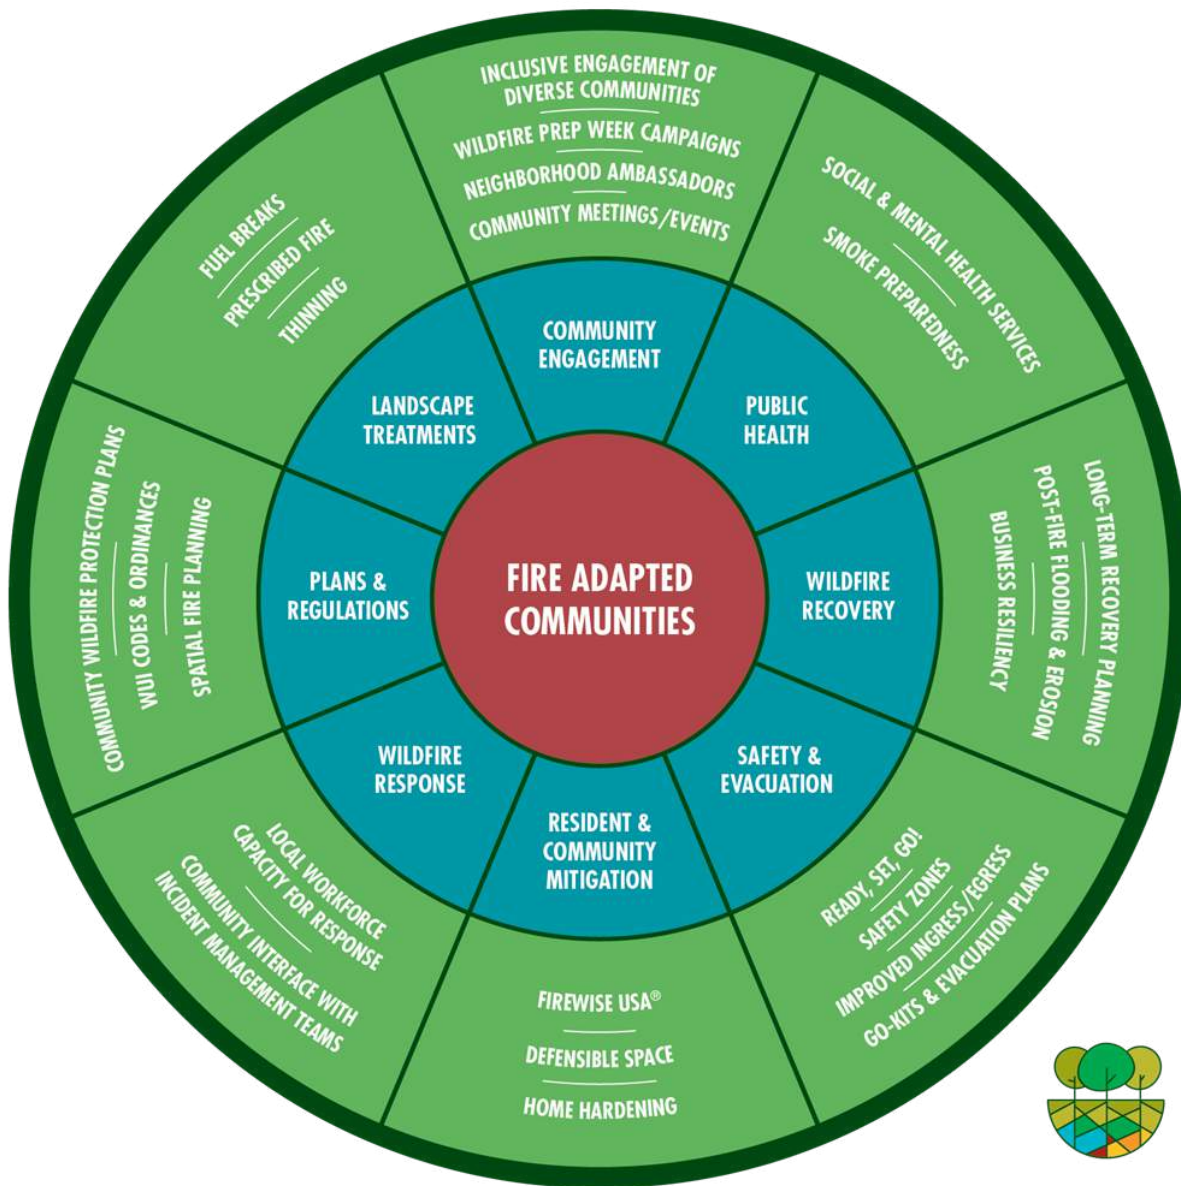 FIRE ADAPTED
COMMUNITIES
COMMUNITY
ENGAGEMENT
INCLUSIVE ENGAGEMENT OF
DIVERSE COMMUNITIES
WILDFIRE PREP WEEK CAMPAIGNS
NEIGHBORHOOD AMBASSADORS
COMMUNITY MEETINGS/EVENTS
PUBLIC
HEALTH
SOCIAL & MENTAL HEALTH SERVICES
SMOKE PREPAREDNESS
WILDFIRE
RECOVERY
LONG-TERM RECOVERY PLANNING
POST-FIRE FLOODING & EROSION
BUSINESS RESILIENCY
SAFETY &
EVACUATION
READY, SET, GO!
SAFETY ZONES
IMPROVED INGRESS/EGRESS
GO-KITS & EVACUATION PLANS
RESIDENT &
COMMUNITY
MITIGATION
FIREWISE USA®
DEFENSIBLE SPACE
HOME HARDENING
WILDFIRE
RESPONSE
LOCAL WORKFORCE
CAPACITY FOR RESPONSE
COMMUNITY INTERFACE WITH
INCIDENT MANAGEMENT TEAMS
PLANS &
REGULATIONS
COMMUNITY WILDFIRE PROTECTION PLANS
WUI CODES & ORDINANCES
SPATIAL FIRE PLANNING
LANDSCAPE
TREATMENTS
FUEL BREAKS
PRESCRIBED FIRE
THINNING